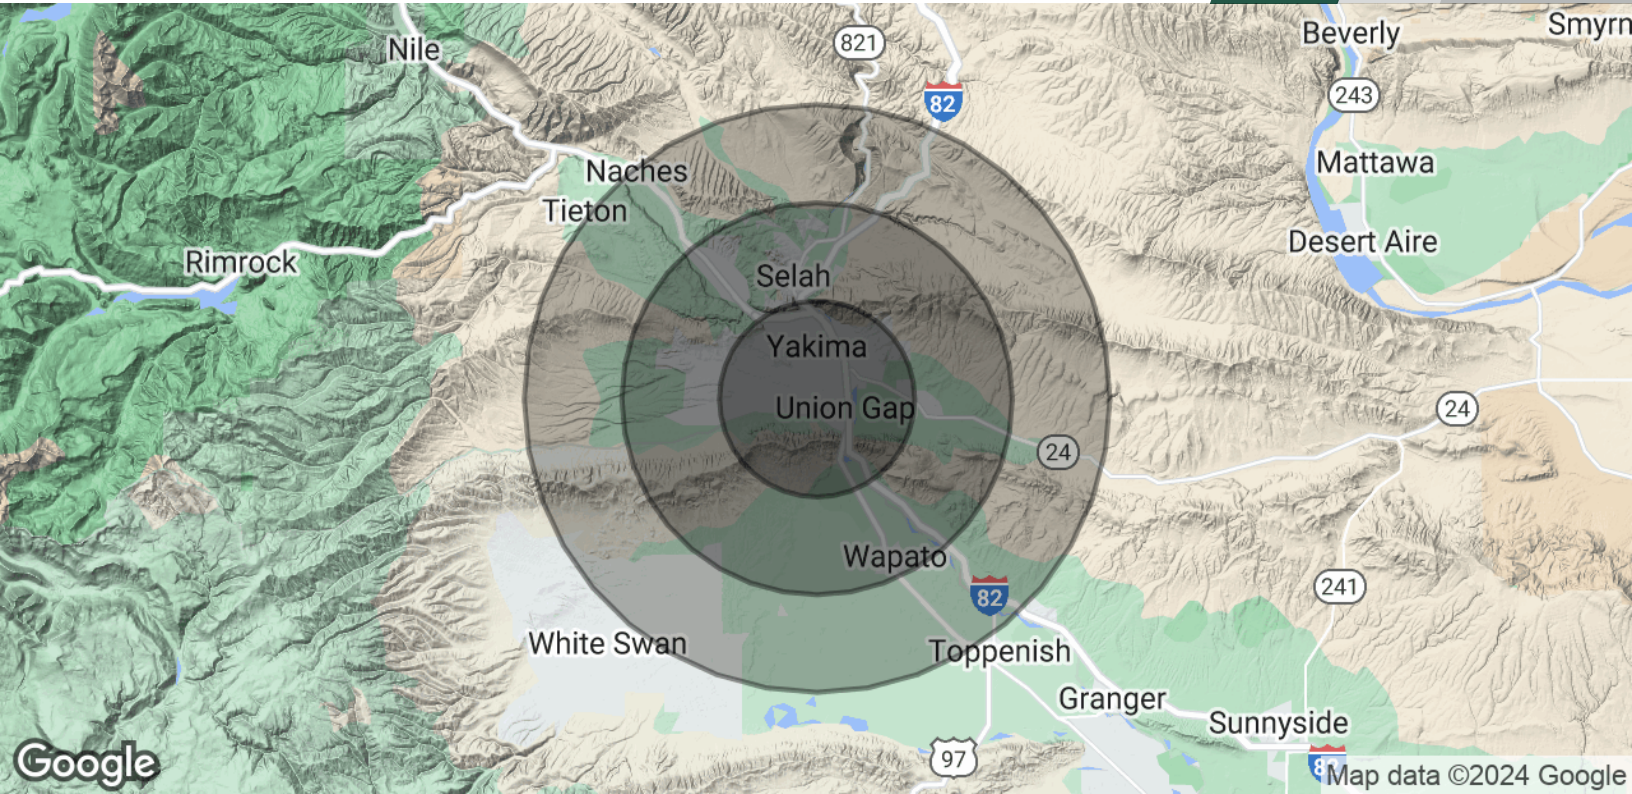 Nile
821
Beverly
Smyrn
82
243
Naches
Mattawa
Tieton
Rimrock
Desert Aire
Selah
Yakima
Union Gap
24
24
Wapato
82
241
White Swan
Toppenish
Granger
Sunnyside
97
8
Google
Map data ©2024 Google